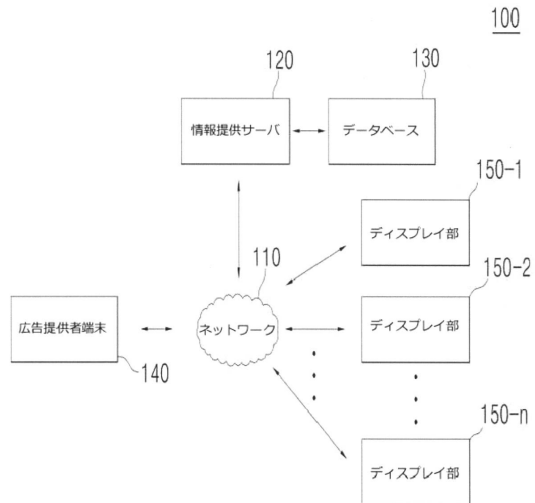 100
120
130
情報提供サーバ
データベース
150-1
ディスプレイ部
110
150-2
広告提供者端末
ネットワーク
ディスプレイ部
140
150-n
ディスプレイ部